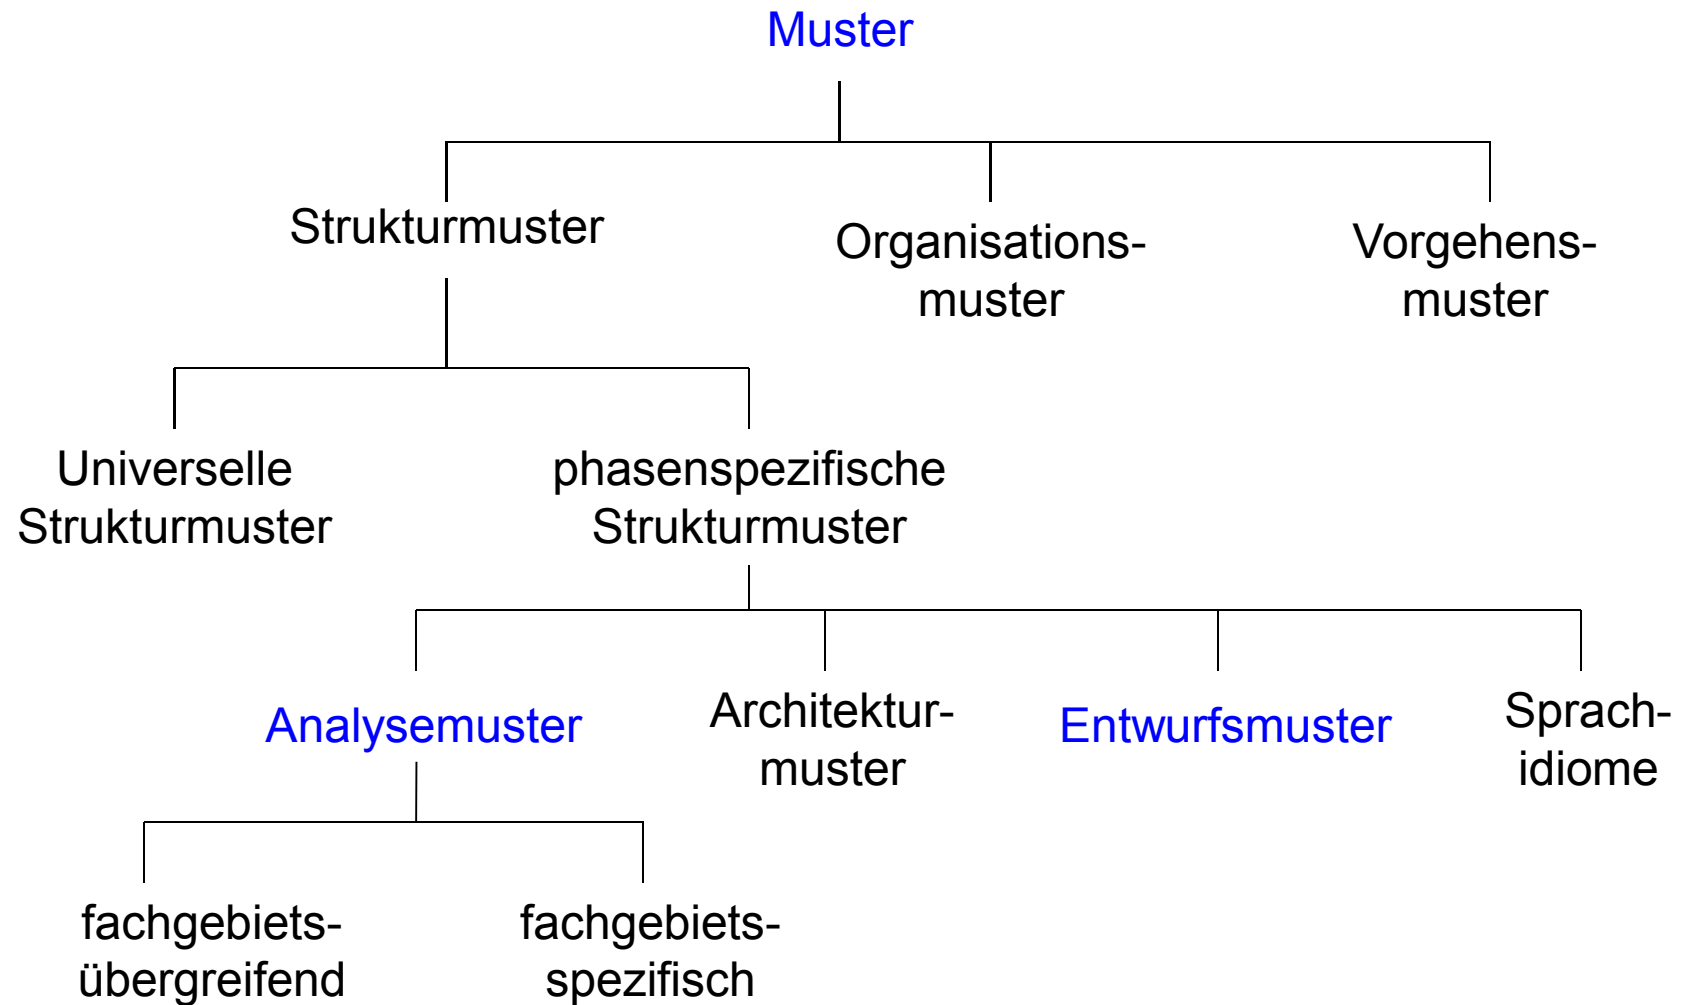 Muster
Strukturmuster
Organisations-
muster
Vorgehens-
muster
Universelle
Strukturmuster
phasenspezifische
Strukturmuster
Analysemuster
Architektur-
muster
Entwurfsmuster
Sprach-
idiome
fachgebiets-
übergreifend
fachgebiets-
spezifisch